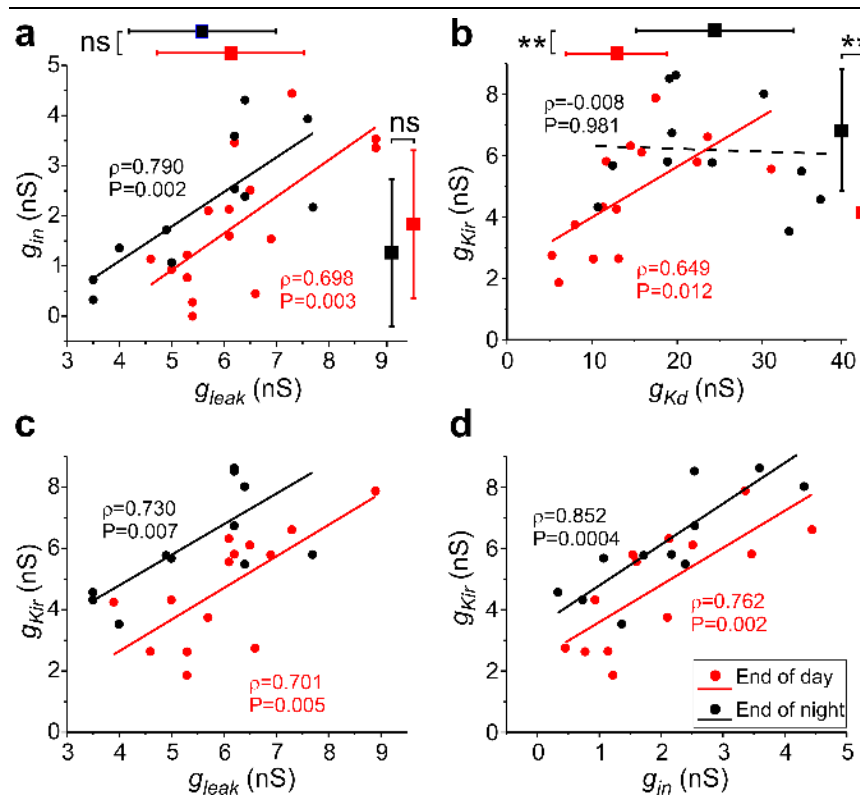 a
ns
ns
5
4
3
2
1
0
g_in (nS)
ρ=0.790
P=0.002
ρ=0.698
P=0.003
3 4 5 6 7 8 9
g_leak (nS)
b
**
**
8
6
4
2
0
g_Kir (nS)
ρ=-0.008
P=0.981
ρ=0.649
P=0.012
0 10 20 30 40
g_Kd (nS)
c
8
6
4
2
0
g_Kir (nS)
ρ=0.730
P=0.007
ρ=0.701
P=0.005
3 4 5 6 7 8 9
g_leak (nS)
d
8
6
4
2
0
g_Kir (nS)
ρ=0.852
P=0.0004
ρ=0.762
P=0.002
End of day
End of night
0 1 2 3 4 5
g_in (nS)